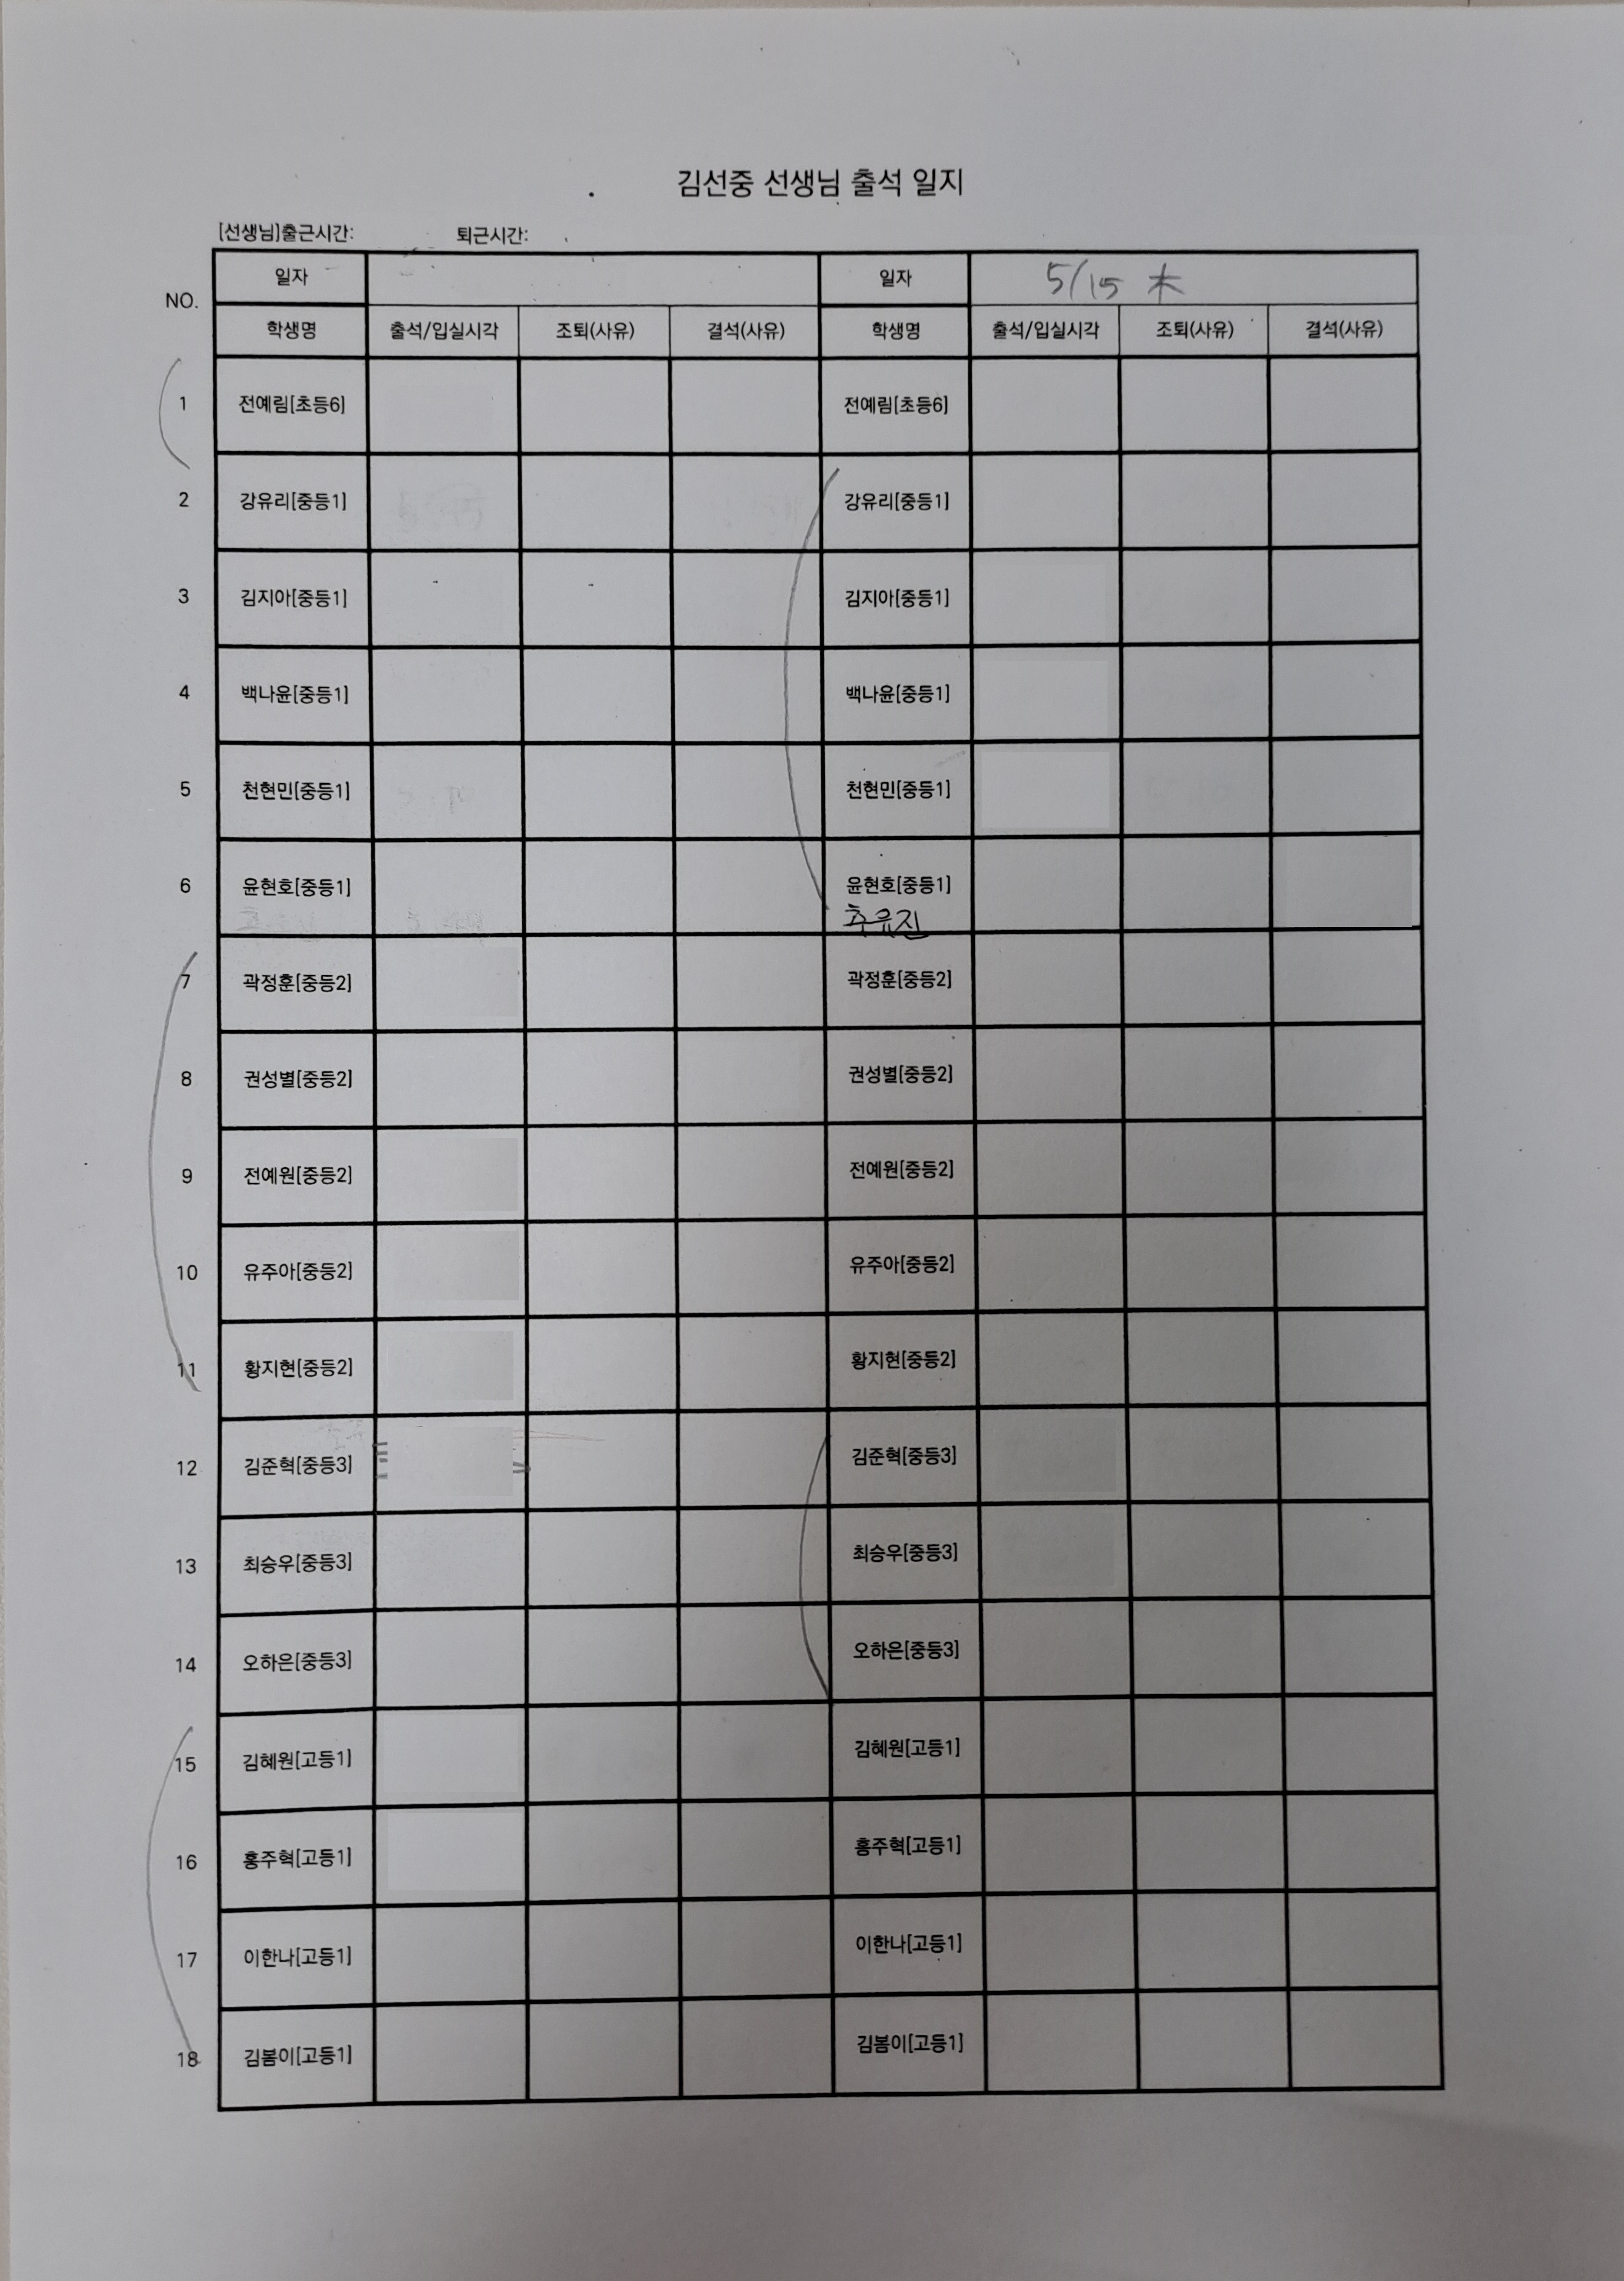 김선중 선생님 출석 일지
[선생님]출근시간: 퇴근시간:
NO. 일자 일자 5/15 木
학생명 출석/입실시각 조퇴(사유) 결석(사유) 학생명 출석/입실시각 조퇴(사유) 결석(사유)
1 전예림[초등6] 전예림[초등6]
2 강유리[중등1] 강유리[중등1]
3 김지아[중등1] 김지아[중등1]
4 백나윤[중등1] 백나윤[중등1]
5 천현민[중등1] 천현민[중등1]
6 윤현호[중등1] 윤현호[중등1]
추유진
7 곽정훈[중등2] 곽정훈[중등2]
8 권성별[중등2] 권성별[중등2]
9 전예원[중등2] 전예원[중등2]
10 유주아[중등2] 유주아[중등2]
11 황지현[중등2] 황지현[중등2]
12 김준혁[중등3] 김준혁[중등3]
13 최승우[중등3] 최승우[중등3]
14 오하은[중등3] 오하은[중등3]
15 김혜원[고등1] 김혜원[고등1]
16 홍주혁[고등1] 홍주혁[고등1]
17 이한나[고등1] 이한나[고등1]
18 김봄이[고등1] 김봄이[고등1]